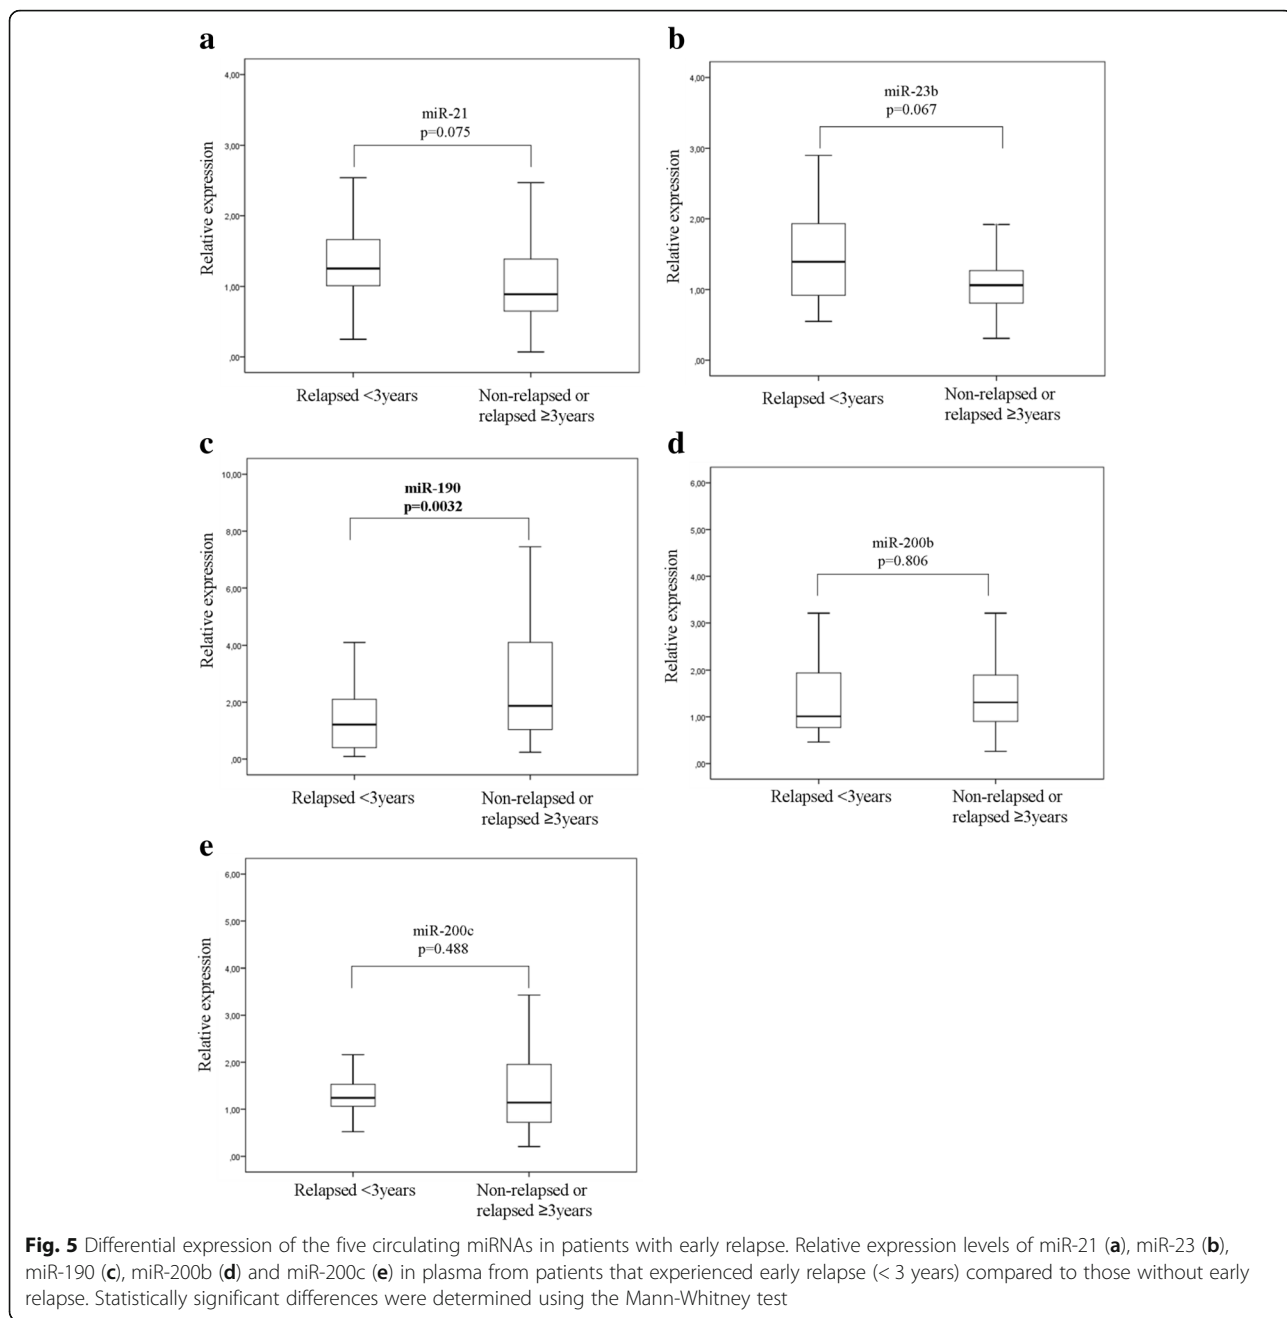 a
4,00
3,00
2,00
1,00
,00
Relative expression
miR-21
p=0.075
Relapsed <3years
Non-relapsed or
relapsed ≥3years
b
4,00
3,00
2,00
1,00
,00
Relative expression
miR-23b
p=0.067
Relapsed <3years
Non-relapsed or
relapsed ≥3years
c
10,00
8,00
6,00
4,00
2,00
,00
Relative expression
miR-190
p=0.0032
Relapsed <3years
Non-relapsed or
relapsed ≥3years
d
6,00
5,00
4,00
3,00
2,00
1,00
,00
Relative expression
miR-200b
p=0.806
Relapsed <3years
Non-relapsed or
relapsed ≥3years
e
6,00
5,00
4,00
3,00
2,00
1,00
,00
Relative expression
miR-200c
p=0.488
Relapsed <3years
Non-relapsed or
relapsed ≥3years
Fig. 5 Differential expression of the five circulating miRNAs in patients with early relapse. Relative expression levels of miR-21 (a), miR-23 (b),
miR-190 (c), miR-200b (d) and miR-200c (e) in plasma from patients that experienced early relapse (< 3 years) compared to those without early
relapse. Statistically significant differences were determined using the Mann-Whitney test